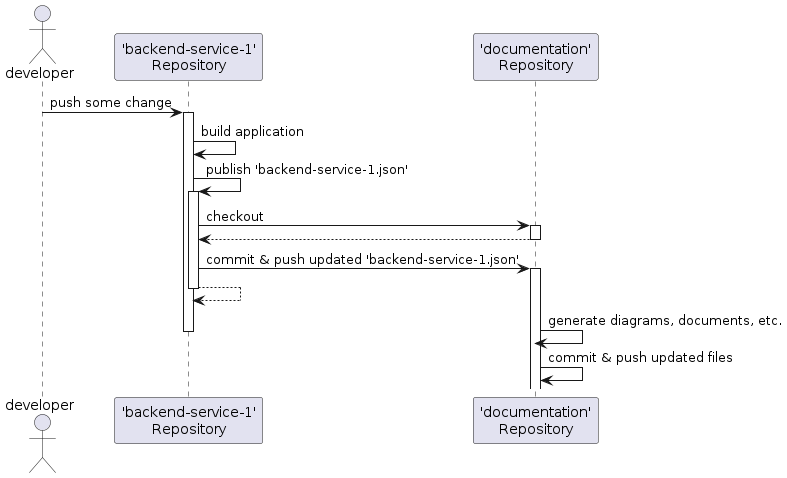 'backend-service-1'
Repository
'documentation'
Repository
developer
push some change
build application
publish 'backend-service-1.json'
checkout
commit & push updated 'backend-service-1.json'
generate diagrams, documents, etc.
commit & push updated files
developer
'backend-service-1'
Repository
'documentation'
Repository